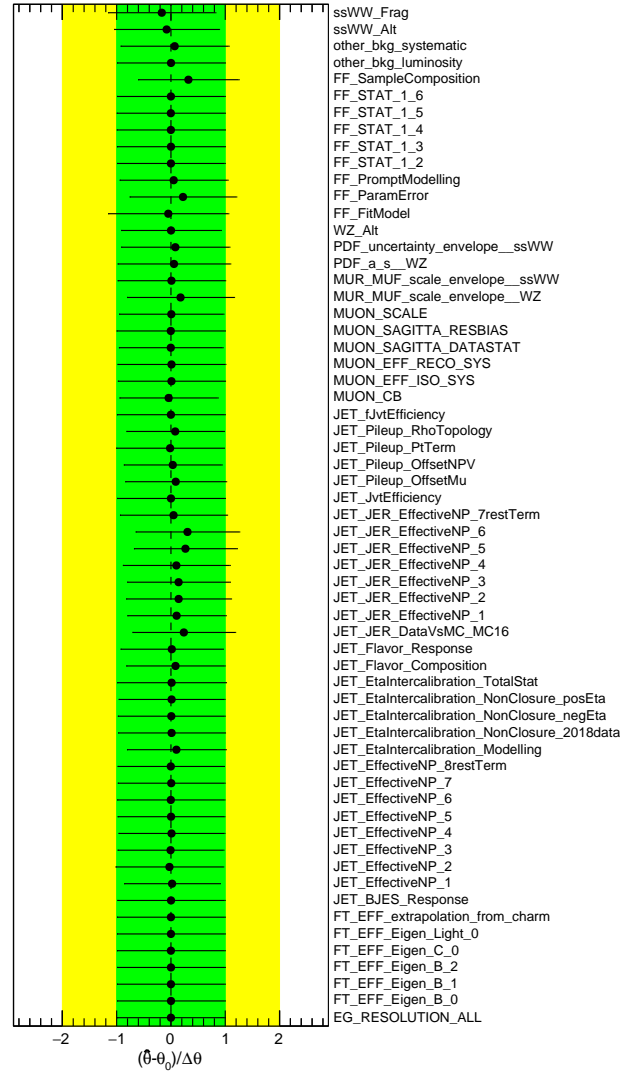 ssWW_Frag
ssWW_Alt
other_bkg_systematic
other_bkg_luminosity
FF_SampleComposition
FF_STAT_1_6
FF_STAT_1_5
FF_STAT_1_4
FF_STAT_1_3
FF_STAT_1_2
FF_PromptModelling
FF_ParamError
FF_FitModel
WZ_Alt
PDF_uncertainty_envelope__ssWW
PDF_a_s__WZ
MUR_MUF_scale_envelope__ssWW
MUR_MUF_scale_envelope__WZ
MUON_SCALE
MUON_SAGITTA_RESBIAS
MUON_SAGITTA_DATASTAT
MUON_EFF_RECO_SYS
MUON_EFF_ISO_SYS
MUON_CB
JET_fJvtEfficiency
JET_Pileup_RhoTopology
JET_Pileup_PtTerm
JET_Pileup_OffsetNPV
JET_Pileup_OffsetMu
JET_JvtEfficiency
JET_JER_EffectiveNP_7restTerm
JET_JER_EffectiveNP_6
JET_JER_EffectiveNP_5
JET_JER_EffectiveNP_4
JET_JER_EffectiveNP_3
JET_JER_EffectiveNP_2
JET_JER_EffectiveNP_1
JET_JER_DataVsMC_MC16
JET_Flavor_Response
JET_Flavor_Composition
JET_EtaIntercalibration_TotalStat
JET_EtaIntercalibration_NonClosure_posEta
JET_EtaIntercalibration_NonClosure_negEta
JET_EtaIntercalibration_NonClosure_2018data
JET_EtaIntercalibration_Modelling
JET_EffectiveNP_8restTerm
JET_EffectiveNP_7
JET_EffectiveNP_6
JET_EffectiveNP_5
JET_EffectiveNP_4
JET_EffectiveNP_3
JET_EffectiveNP_2
JET_EffectiveNP_1
JET_BJES_Response
FT_EFF_extrapolation_from_charm
FT_EFF_Eigen_Light_0
FT_EFF_Eigen_C_0
FT_EFF_Eigen_B_2
FT_EFF_Eigen_B_1
FT_EFF_Eigen_B_0
EG_RESOLUTION_ALL
−2 −1 0 1 2
(θ̂-θ₀)/Δθ